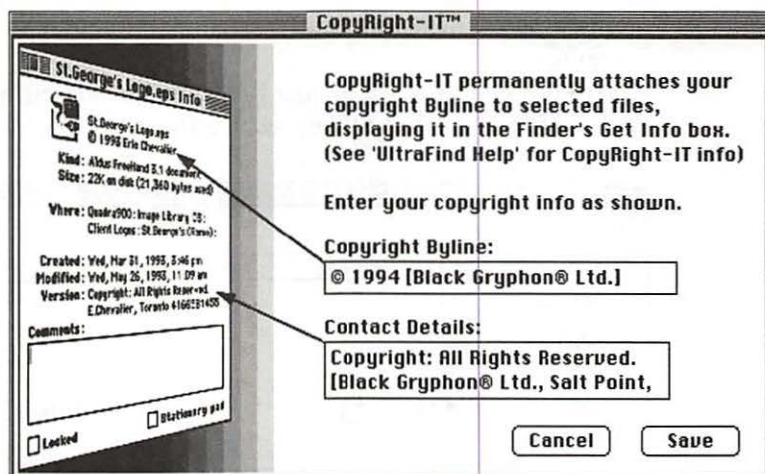 CopyRight-IT™
St.George's Logo.eps Info
St.George's Logo.eps
© 1993 Eric Chevalier
Kind: Aldus FreeHand 3.1 document
Size: 22K on disk (21,360 bytes used)
Where: Quadra900: Image Library CB:
Client Logos: St.George's (Rome):
Created: Wed, Mar 31, 1993, 3:46 pm
Modified: Wed, May 26, 1993, 11:09 am
Version: Copyright: All Rights Reserved.
E.Chevalier, Toronto
Comments:
Locked
Stationery pad
CopyRight-IT permanently attaches your
copyright Byline to selected files,
displaying it in the Finder's Get Info box.
(See 'UltraFind Help' for CopyRight-IT info)
Enter your copyright info as shown.
Copyright Byline:
© 1994 [Black Gryphon® Ltd.]
Contact Details:
Copyright: All Rights Reserved.
[Black Gryphon® Ltd., Salt Point,
Cancel
Save